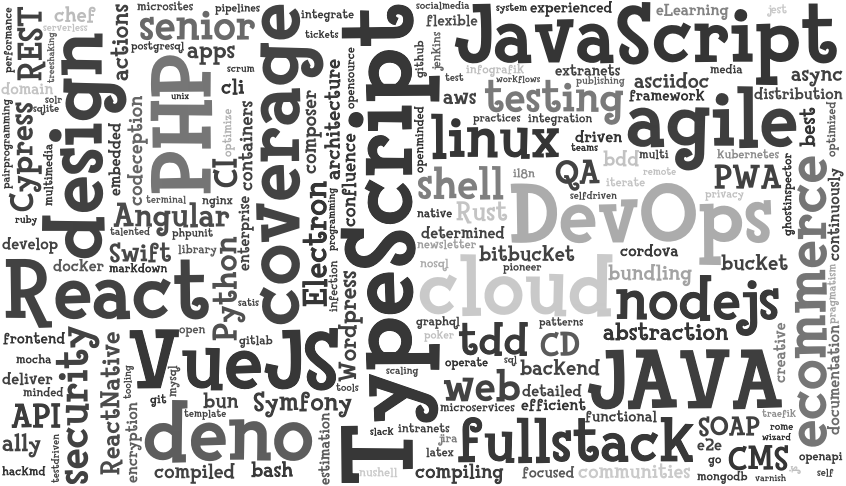 performance
REST
chef
serverless
treeshaking
actions
microsites
pipelines
senior
postgresql
apps
integrate
tickets
socialmedia
system
experienced
eLearning
jest
flexible
JavaScript
domain
solr
sqlite
design
PHP
unix
scrum
cli
coverage
opensource
architecture
github
jenkins
test
infografik
workflows
extranets
publishing
media
async
asciidoc
framework
distribution
pairprogramming
Cypress
multimedia
embedded
codeception
optimize
containers
composer
confluence
TypeScript
openminded
aws
testing
practices
integration
linux
driven
teams
agile
best
optimized
multi
Kubernetes
bdd
remote
iterate
QA
PWA
ghostinspector
ruby
terminal
nginx
CI
enterprise
Electron
programming
shell
i18n
selfdriven
privacy
native
Rust
DevOps
Angular
talented
phpunit
determined
newsletter
develop
Swift
library
docker
markdown
Python
nosql
bitbucket
pioneer
cordova
bucket
bundling
continuously
ecommerce
pragmatism
React
satis
infection
Wordpress
cloud
nodejs
frontend
security
ReactNative
open
gitlab
graphql
poker
tdd
patterns
CD
abstraction
creative
documentation
mocha
VueJS
deliver
minded
tooling
mysql
git
bun
tools
scaling
operate
sql
backend
JAVA
web
detailed
microservices
efficient
API
encryption
template
Symfony
deno
estimation
slack
intranets
jira
latex
fullstack
functional
SOAP
traefik
rome
wizard
a11y
testdriven
e2e
go
CMS
openapi
hackmd
compiled
bash
nushell
compiling
focused
communities
mongodb
varnish
jq
self